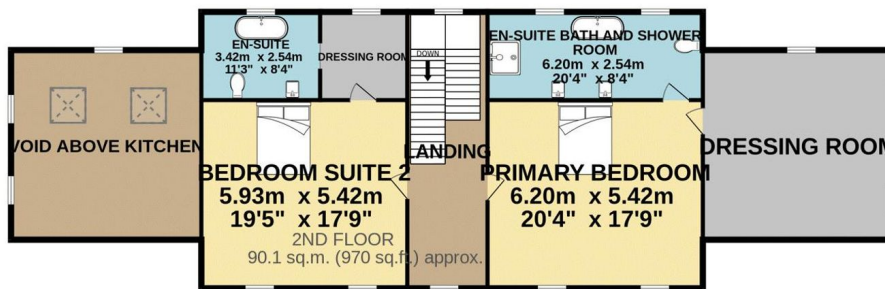 EN-SUITE
3.42m x 2.54m
11'3" x 8'4"
DRESSING ROOM
DOWN
EN-SUITE BATH AND SHOWER
ROOM
6.20m x 2.54m
20'4" x 8'4"
VOID ABOVE KITCHEN
BEDROOM SUITE 2
5.93m x 5.42m
19'5" x 17'9"
LANDING
PRIMARY BEDROOM
6.20m x 5.42m
20'4" x 17'9"
DRESSING ROOM
2ND FLOOR
90.1 sq.m. (970 sq.ft.) approx.